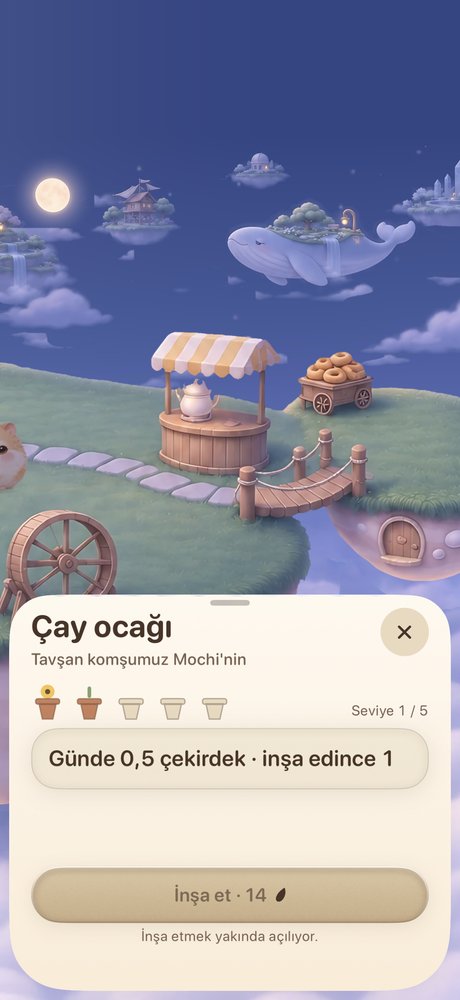 Çay ocağı
Tavşan komşumuz Mochi'nin
Seviye 1 / 5
Günde 0,5 çekirdek · inşa edince 1
İnşa et · 14
İnşa etmek yakında açılıyor.